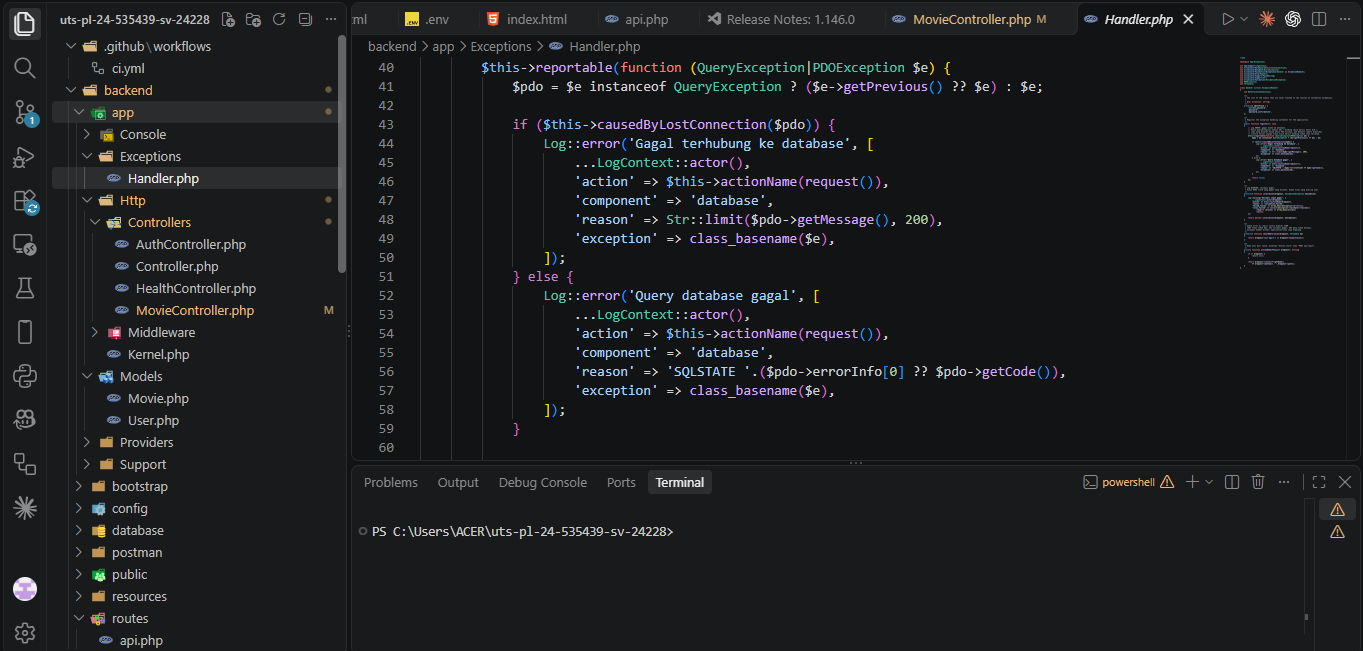 uts-pl-24-535439-sv-24228
ml
.env
index.html
api.php
Release Notes: 1.146.0
MovieController.php M
Handler.php
.github\workflows
ci.yml
backend
app
Console
Exceptions
Handler.php
Http
Controllers
AuthController.php
Controller.php
HealthController.php
MovieController.php M
Middleware
Kernel.php
Models
Movie.php
User.php
Providers
Support
bootstrap
config
database
postman
public
resources
routes
api.php
1
backend > app > Exceptions > Handler.php
40 $this->reportable(function (QueryException|PDOException $e) {
41 $pdo = $e instanceof QueryException ? ($e->getPrevious() ?? $e) : $e;
42
43 if ($this->causedByLostConnection($pdo)) {
44 Log::error('Gagal terhubung ke database', [
45 ...LogContext::actor(),
46 'action' => $this->actionName(request()),
47 'component' => 'database',
48 'reason' => Str::limit($pdo->getMessage(), 200),
49 'exception' => class_basename($e),
50 ]);
51 } else {
52 Log::error('Query database gagal', [
53 ...LogContext::actor(),
54 'action' => $this->actionName(request()),
55 'component' => 'database',
56 'reason' => 'SQLSTATE '.($pdo->errorInfo[0] ?? $pdo->getCode()),
57 'exception' => class_basename($e),
58 ]);
59 }
60
Problems Output Debug Console Ports Terminal
powershell
PS C:\Users\ACER\uts-pl-24-535439-sv-24228>